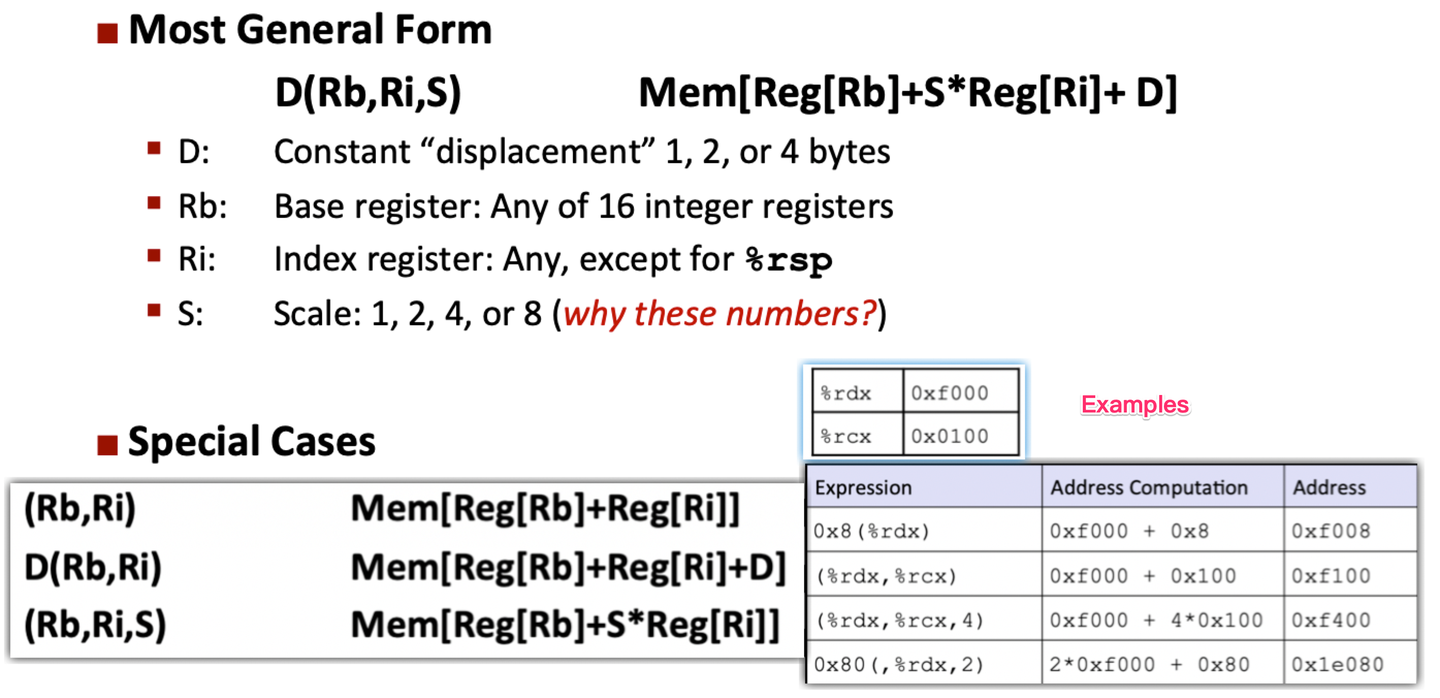 ■ Most General Form
D(Rb,Ri,S) Mem[Reg[Rb]+S*Reg[Ri]+ D]
▪ D: Constant “displacement” 1, 2, or 4 bytes
▪ Rb: Base register: Any of 16 integer registers
▪ Ri: Index register: Any, except for %rsp
▪ S: Scale: 1, 2, 4, or 8 (why these numbers?)
%rdx 0xf000
%rcx 0x0100
Examples
■ Special Cases
(Rb,Ri) Mem[Reg[Rb]+Reg[Ri]]
D(Rb,Ri) Mem[Reg[Rb]+Reg[Ri]+D]
(Rb,Ri,S) Mem[Reg[Rb]+S*Reg[Ri]]
Expression Address Computation Address
0x8(%rdx) 0xf000 + 0x8 0xf008
(%rdx,%rcx) 0xf000 + 0x100 0xf100
(%rdx,%rcx,4) 0xf000 + 4*0x100 0xf400
0x80(,%rdx,2) 2*0xf000 + 0x80 0x1e080